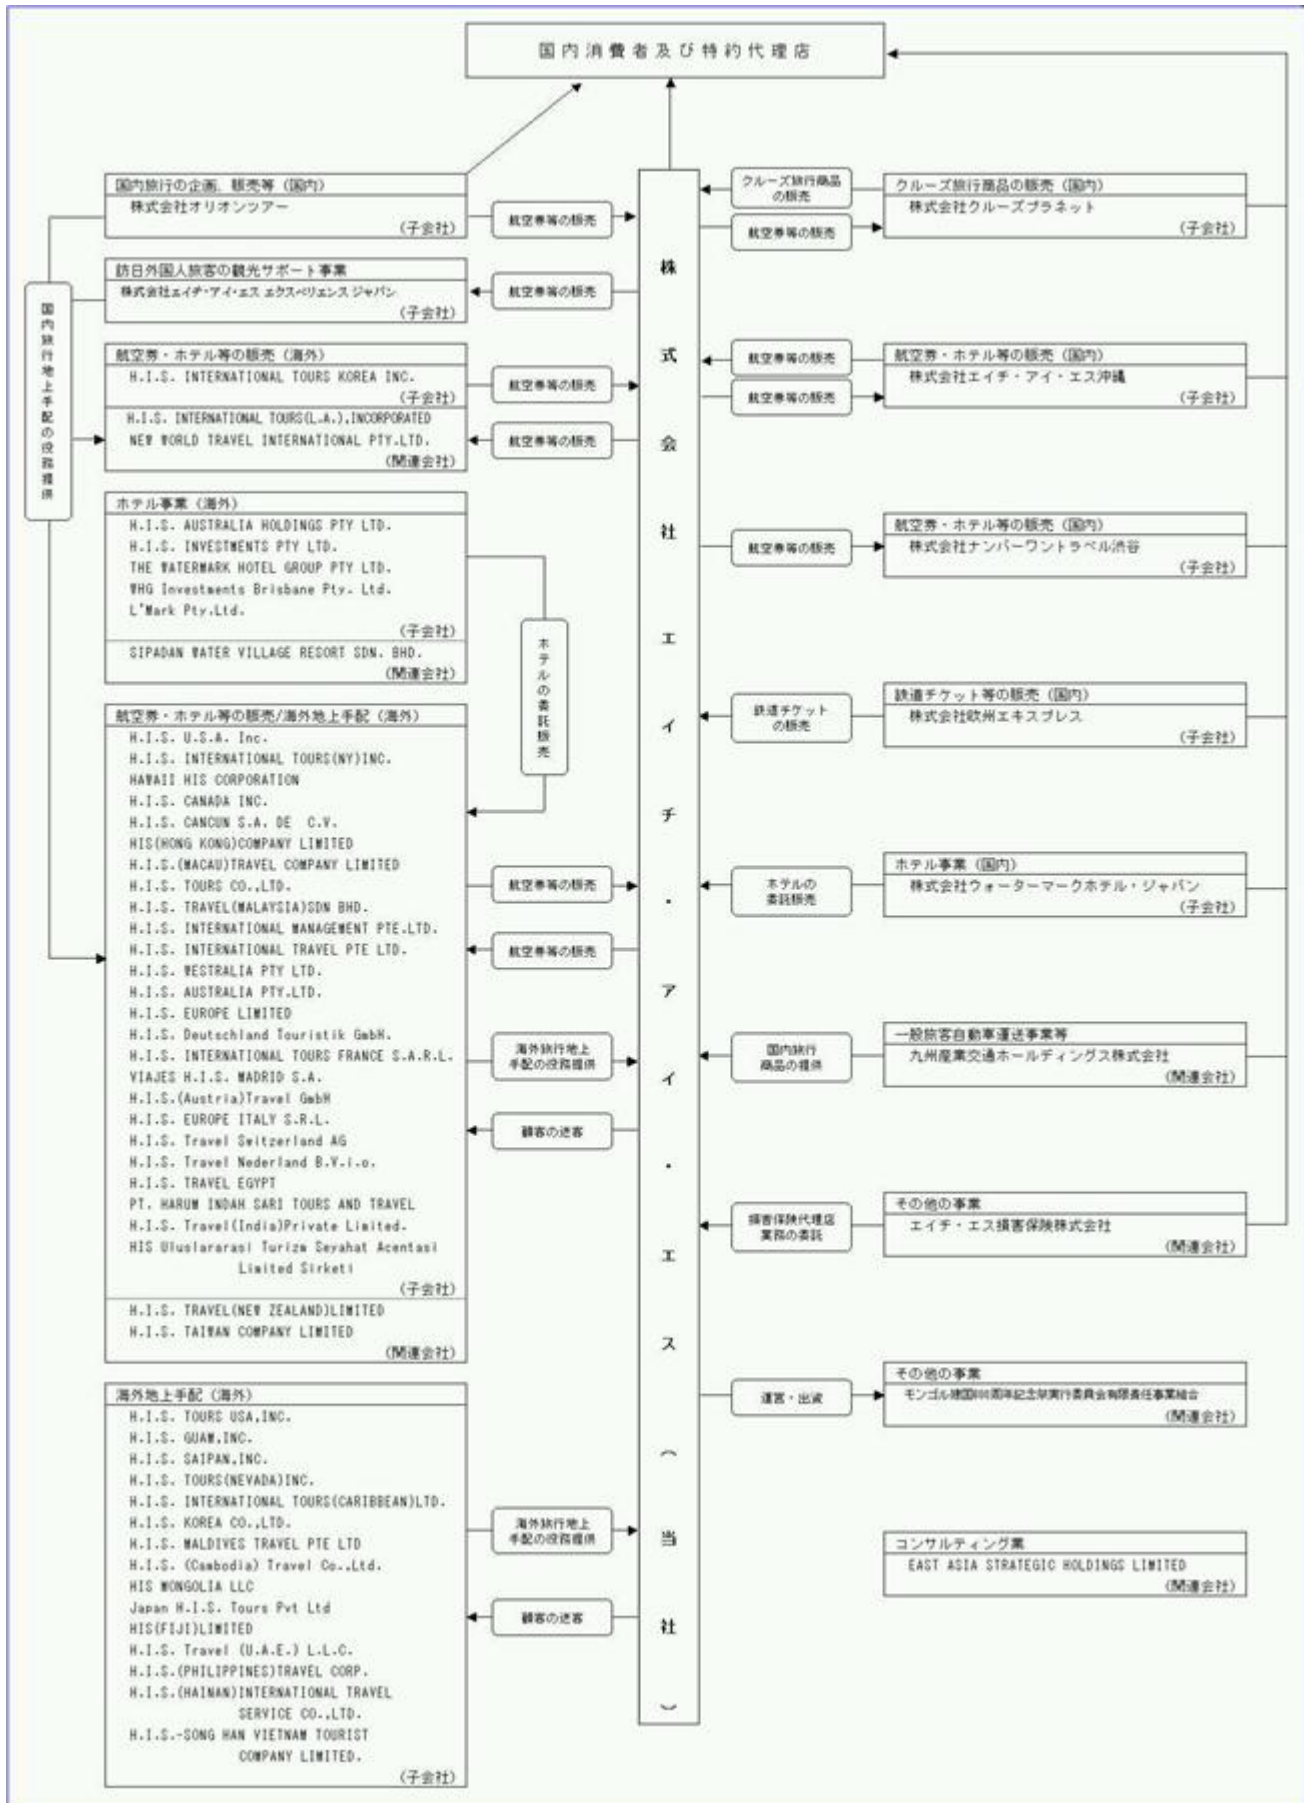 国内消費者及び特約代理店
国内旅行の企画、販売等（国内）
株式会社オリオンツアー
（子会社）
航空券等の販売
訪日外国人旅客の観光サポート事業
株式会社エイチ・アイ・エス エクスペリエンス ジャパン
（子会社）
航空券等の販売
航空券・ホテル等の販売（海外）
H.I.S. INTERNATIONAL TOURS KOREA INC.
（子会社）
H.I.S. INTERNATIONAL TOURS(L.A.),INCORPORATED
NEW WORLD TRAVEL INTERNATIONAL PTY.LTD.
（関連会社）
航空券等の販売
航空券等の販売
国内旅行地上手配の役務提供
ホテル事業（海外）
H.I.S. AUSTRALIA HOLDINGS PTY LTD.
H.I.S. INVESTMENTS PTY LTD.
THE WATERMARK HOTEL GROUP PTY LTD.
WHG Investments Brisbane Pty. Ltd.
L'Mark Pty.Ltd.
（子会社）
SIPADAN WATER VILLAGE RESORT SDN. BHD.
（関連会社）
ホテルの委託販売
航空券・ホテル等の販売/海外地上手配（海外）
H.I.S. U.S.A. Inc.
H.I.S. INTERNATIONAL TOURS(NY)INC.
HAWAII HIS CORPORATION
H.I.S. CANADA INC.
H.I.S. CANCUN S.A. DE C.V.
HIS(HONG KONG)COMPANY LIMITED
H.I.S.(MACAU)TRAVEL COMPANY LIMITED
H.I.S. TOURS CO.,LTD.
H.I.S. TRAVEL(MALAYSIA)SDN BHD.
H.I.S. INTERNATIONAL MANAGEMENT PTE.LTD.
H.I.S. INTERNATIONAL TRAVEL PTE LTD.
H.I.S. WESTRALIA PTY LTD.
H.I.S. AUSTRALIA PTY.LTD.
H.I.S. EUROPE LIMITED
H.I.S. Deutschland Touristik GmbH.
H.I.S. INTERNATIONAL TOURS FRANCE S.A.R.L.
VIAJES H.I.S. MADRID S.A.
H.I.S.(Austria)Travel GmbH
H.I.S. EUROPE ITALY S.R.L.
H.I.S. Travel Switzerland AG
H.I.S. Travel Nederland B.V.i.o.
H.I.S. TRAVEL EGYPT
PT. HARUM INDAH SARI TOURS AND TRAVEL
H.I.S. Travel(India)Private Limited.
HIS Uluslararasi Turizm Seyahat Acentasi
Limited Sirketi
（子会社）
H.I.S. TRAVEL(NEW ZEALAND)LIMITED
H.I.S. TAIWAN COMPANY LIMITED
（関連会社）
航空券等の販売
航空券等の販売
海外旅行地上
手配の役務提供
顧客の送客
海外地上手配（海外）
H.I.S. TOURS USA,INC.
H.I.S. GUAM,INC.
H.I.S. SAIPAN,INC.
H.I.S. TOURS(NEVADA)INC.
H.I.S. INTERNATIONAL TOURS(CARIBBEAN)LTD.
H.I.S. KOREA CO.,LTD.
H.I.S. MALDIVES TRAVEL PTE LTD
H.I.S. (Cambodia) Travel Co.,Ltd.
HIS MONGOLIA LLC
Japan H.I.S. Tours Pvt Ltd
HIS(FIJI)LIMITED
H.I.S. Travel (U.A.E.) L.L.C.
H.I.S.(PHILIPPINES)TRAVEL CORP.
H.I.S.(HAINAN)INTERNATIONAL TRAVEL
SERVICE CO.,LTD.
H.I.S.-SONG HAN VIETNAM TOURIST
COMPANY LIMITED.
（子会社）
海外旅行地上
手配の役務提供
顧客の送客
株式会社エイチ・アイ・エス（当社）
クルーズ旅行商品
の販売
航空券等の販売
クルーズ旅行商品の販売（国内）
株式会社クルーズプラネット
（子会社）
航空券等の販売
航空券等の販売
航空券・ホテル等の販売（国内）
株式会社エイチ・アイ・エス沖縄
（子会社）
航空券等の販売
航空券・ホテル等の販売（国内）
株式会社ナンバーワントラベル渋谷
（子会社）
鉄道チケット
の販売
鉄道チケット等の販売（国内）
株式会社欧州エキスプレス
（子会社）
ホテルの
委託販売
ホテル事業（国内）
株式会社ウォーターマークホテル・ジャパン
（子会社）
国内旅行
商品の提供
一般旅客自動車運送事業等
九州産業交通ホールディングス株式会社
（関連会社）
損害保険代理店
業務の委託
その他の事業
エイチ・エス損害保険株式会社
（関連会社）
運営・出資
その他の事業
モンゴル建国800周年記念祭実行委員会有限責任事業組合
（関連会社）
コンサルティング業
EAST ASIA STRATEGIC HOLDINGS LIMITED
（関連会社）